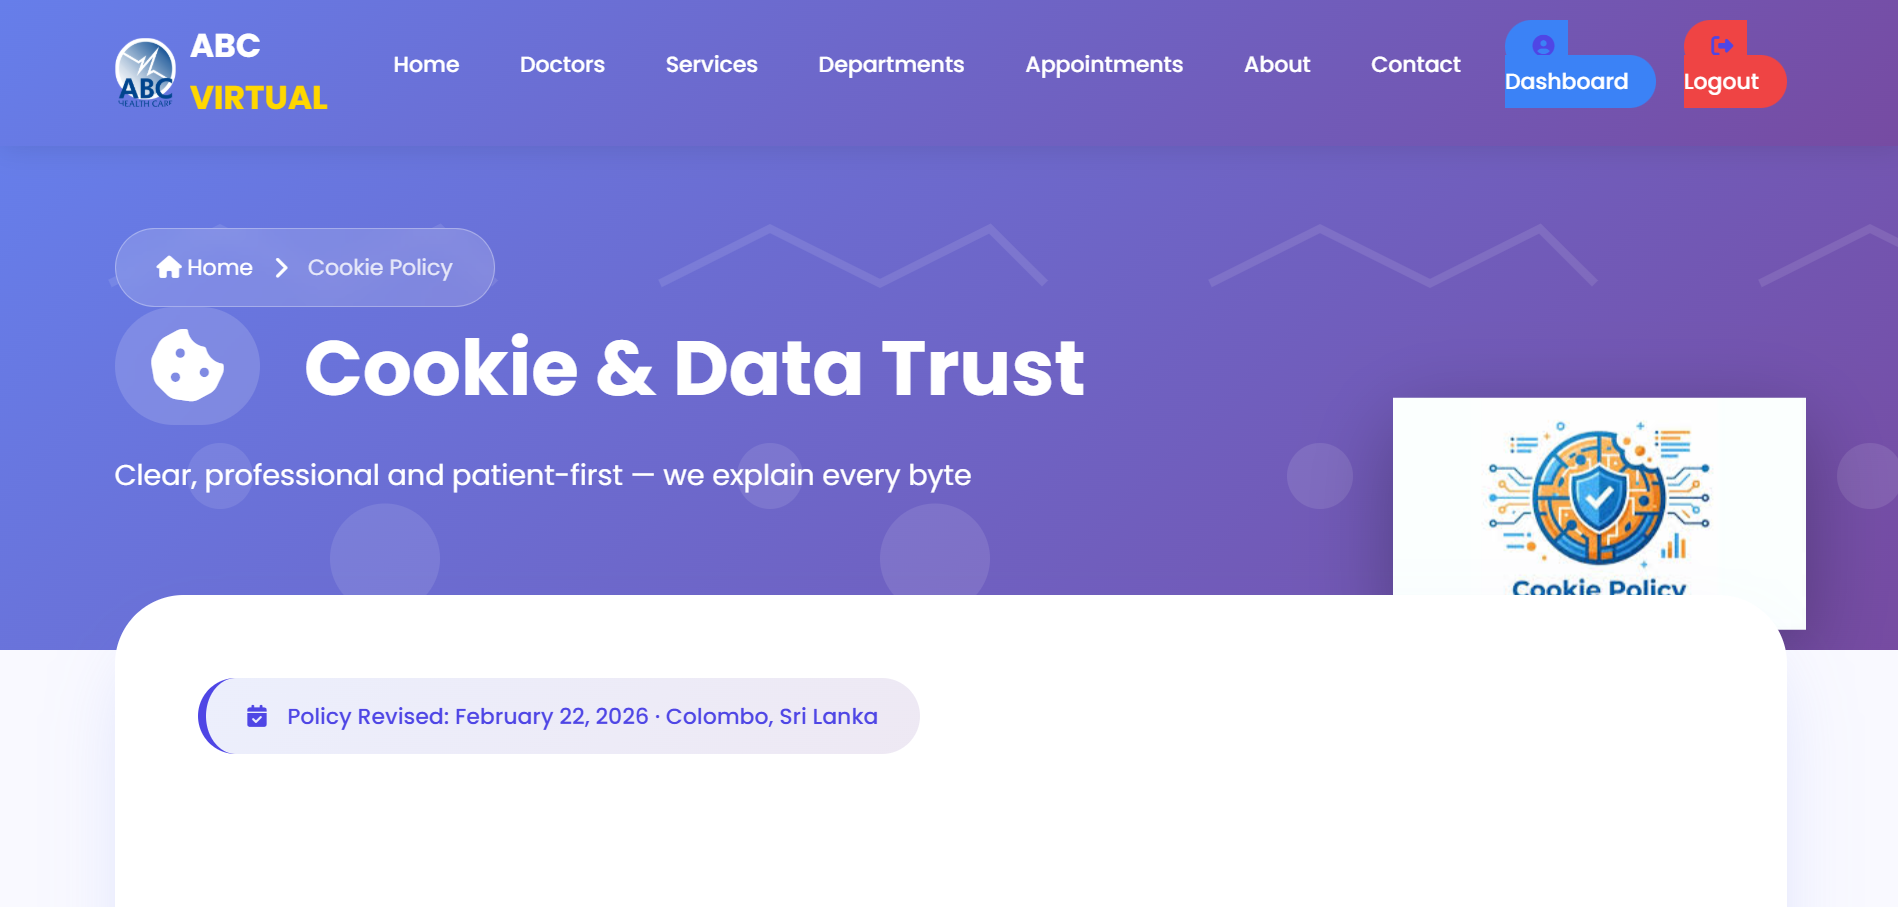 ABC
HEALTH CARE
ABC
VIRTUAL
Home
Doctors
Services
Departments
Appointments
About
Contact
Dashboard
Logout
Home
Cookie Policy
Cookie & Data Trust
Clear, professional and patient-first — we explain every byte
Cookie Policy
Policy Revised: February 22, 2026 · Colombo, Sri Lanka